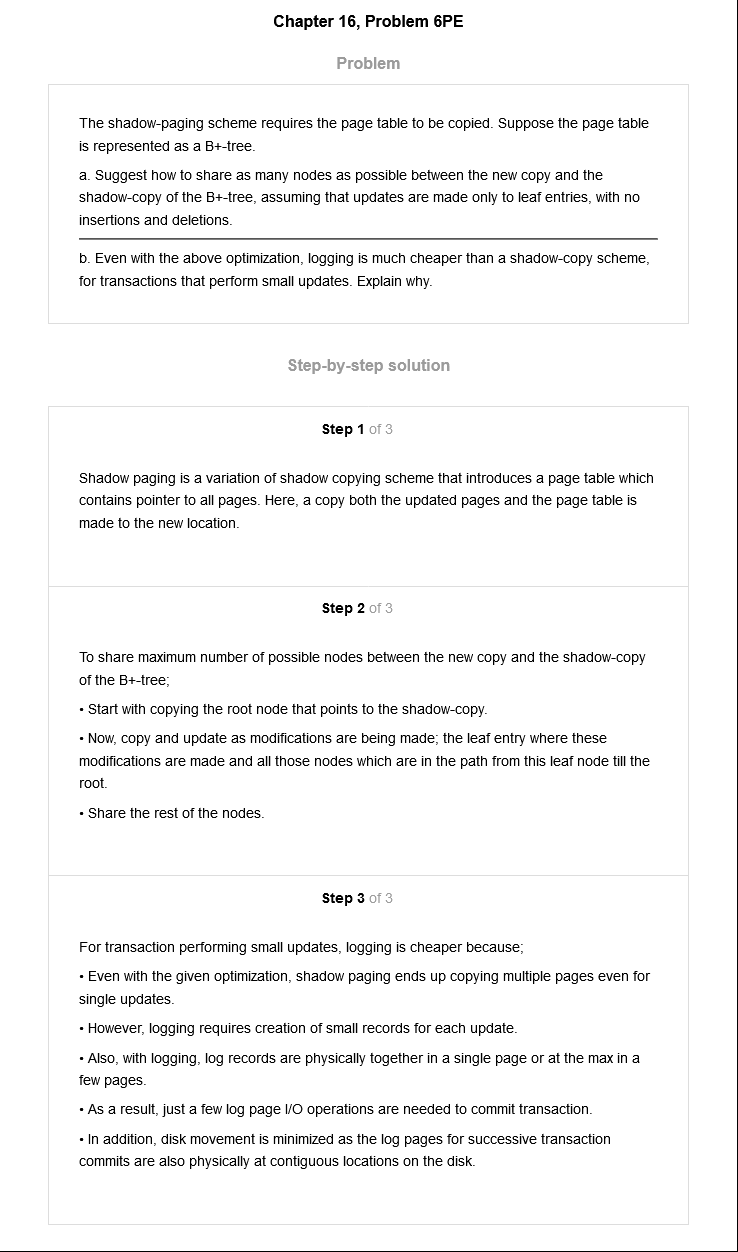 Chapter 16, Problem 6PE
Problem
The shadow-paging scheme requires the page table to be copied. Suppose the page table
is represented as a B+-tree.
a. Suggest how to share as many nodes as possible between the new copy and the
shadow-copy of the B+-tree, assuming that updates are made only to leaf entries, with no
insertions and deletions.
b. Even with the above optimization, logging is much cheaper than a shadow-copy scheme,
for transactions that perform small updates. Explain why.
Step-by-step solution
Step 1 of 3
Shadow paging is a variation of shadow copying scheme that introduces a page table which
contains pointer to all pages. Here, a copy both the updated pages and the page table is
made to the new location.
Step 2 of 3
To share maximum number of possible nodes between the new copy and the shadow-copy
of the B+-tree;
• Start with copying the root node that points to the shadow-copy.
• Now, copy and update as modifications are being made; the leaf entry where these
modifications are made and all those nodes which are in the path from this leaf node till the
root.
• Share the rest of the nodes.
Step 3 of 3
For transaction performing small updates, logging is cheaper because;
• Even with the given optimization, shadow paging ends up copying multiple pages even for
single updates.
• However, logging requires creation of small records for each update.
• Also, with logging, log records are physically together in a single page or at the max in a
few pages.
• As a result, just a few log page I/O operations are needed to commit transaction.
• In addition, disk movement is minimized as the log pages for successive transaction
commits are also physically at contiguous locations on the disk.